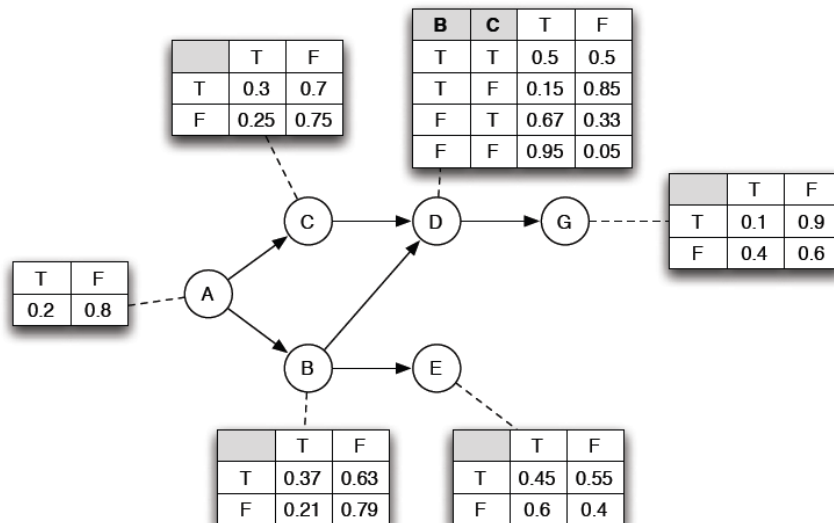 B C T F
T T 0.5 0.5
T F 0.15 0.85
F T 0.67 0.33
F F 0.95 0.05
T F
T 0.3 0.7
F 0.25 0.75
T F
T 0.1 0.9
F 0.4 0.6
C
D
G
T F
0.2 0.8
A
B
E
T F
T 0.37 0.63
F 0.21 0.79
T F
T 0.45 0.55
F 0.6 0.4